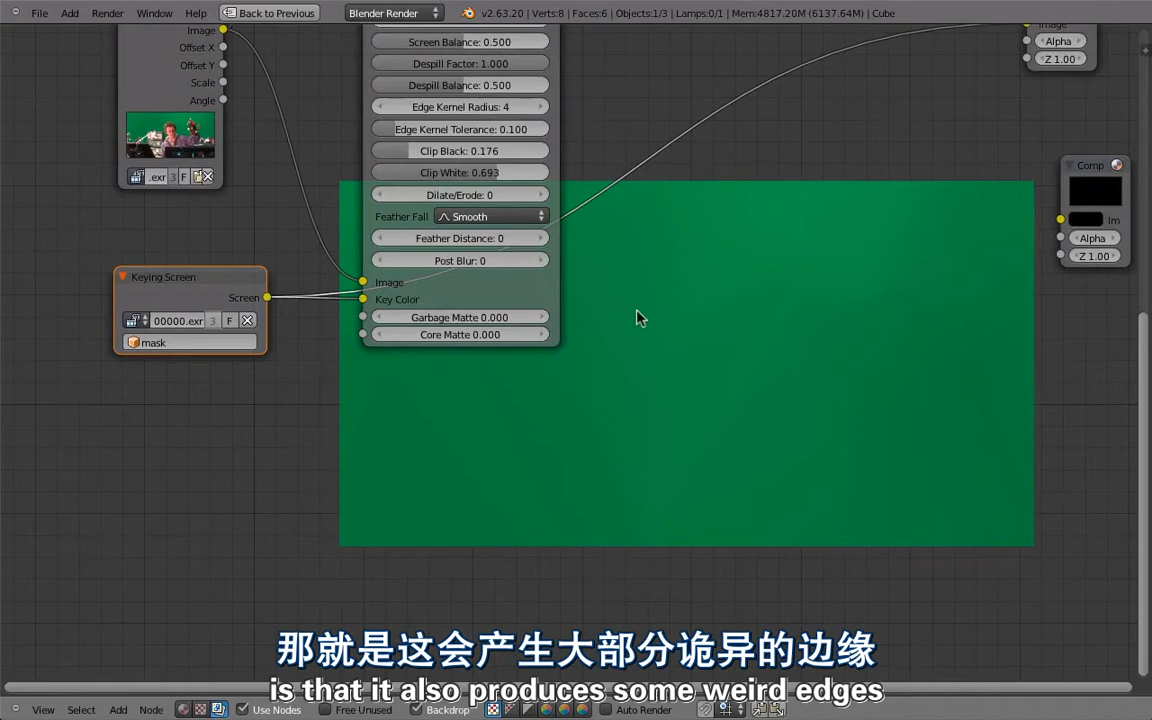 File Add Render Window Help Back to Previous Blender Render v2.63.20 | Verts:8 | Faces:6 | Objects:1/3 | Lamps:0/1 | Mem:4817.20M (6137.64M) | Cube
Image
Offset X
Offset Y
Scale
Angle
.exr 3 F
Screen Balance: 0.500
Despill Factor: 1.000
Despill Balance: 0.500
Edge Kernel Radius: 4
Edge Kernel Tolerance: 0.100
Clip Black: 0.176
Clip White: 0.693
Dilate/Erode: 0
Feather Fall Smooth
Feather Distance: 0
Post Blur: 0
Image
Key Color
Garbage Matte 0.000
Core Matte 0.000
Keying Screen
Screen
00000.exr 3 F
mask
Image
Alpha
Z 1.00
Comp
Im
Alpha
Z 1.00
那就是这会产生大部分诡异的边缘
is that it also produces some weird edges
View Select Add Node Use Nodes Free Unused Backdrop Auto Render